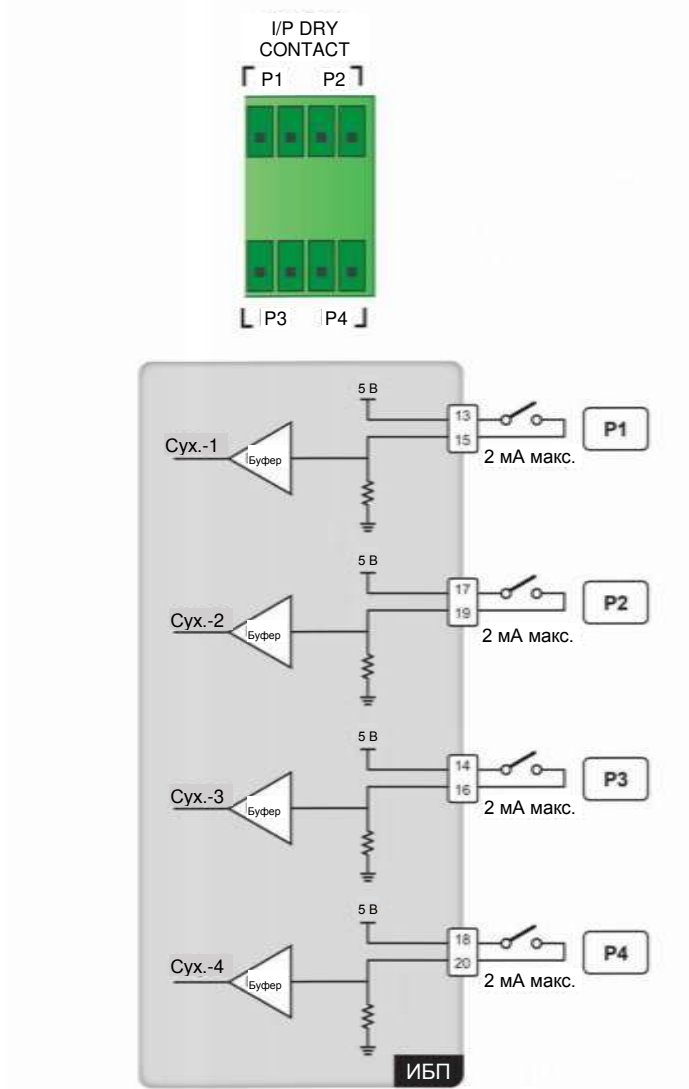 I/P DRY
CONTACT
P1 P2
P3 P4
5 В
13
15
Сух.-1
Буфер
P1
2 мА макс.
5 В
17
19
Сух.-2
Буфер
P2
2 мА макс.
5 В
14
16
Сух.-3
Буфер
P3
2 мА макс.
5 В
18
20
Сух.-4
Буфер
P4
2 мА макс.
ИБП